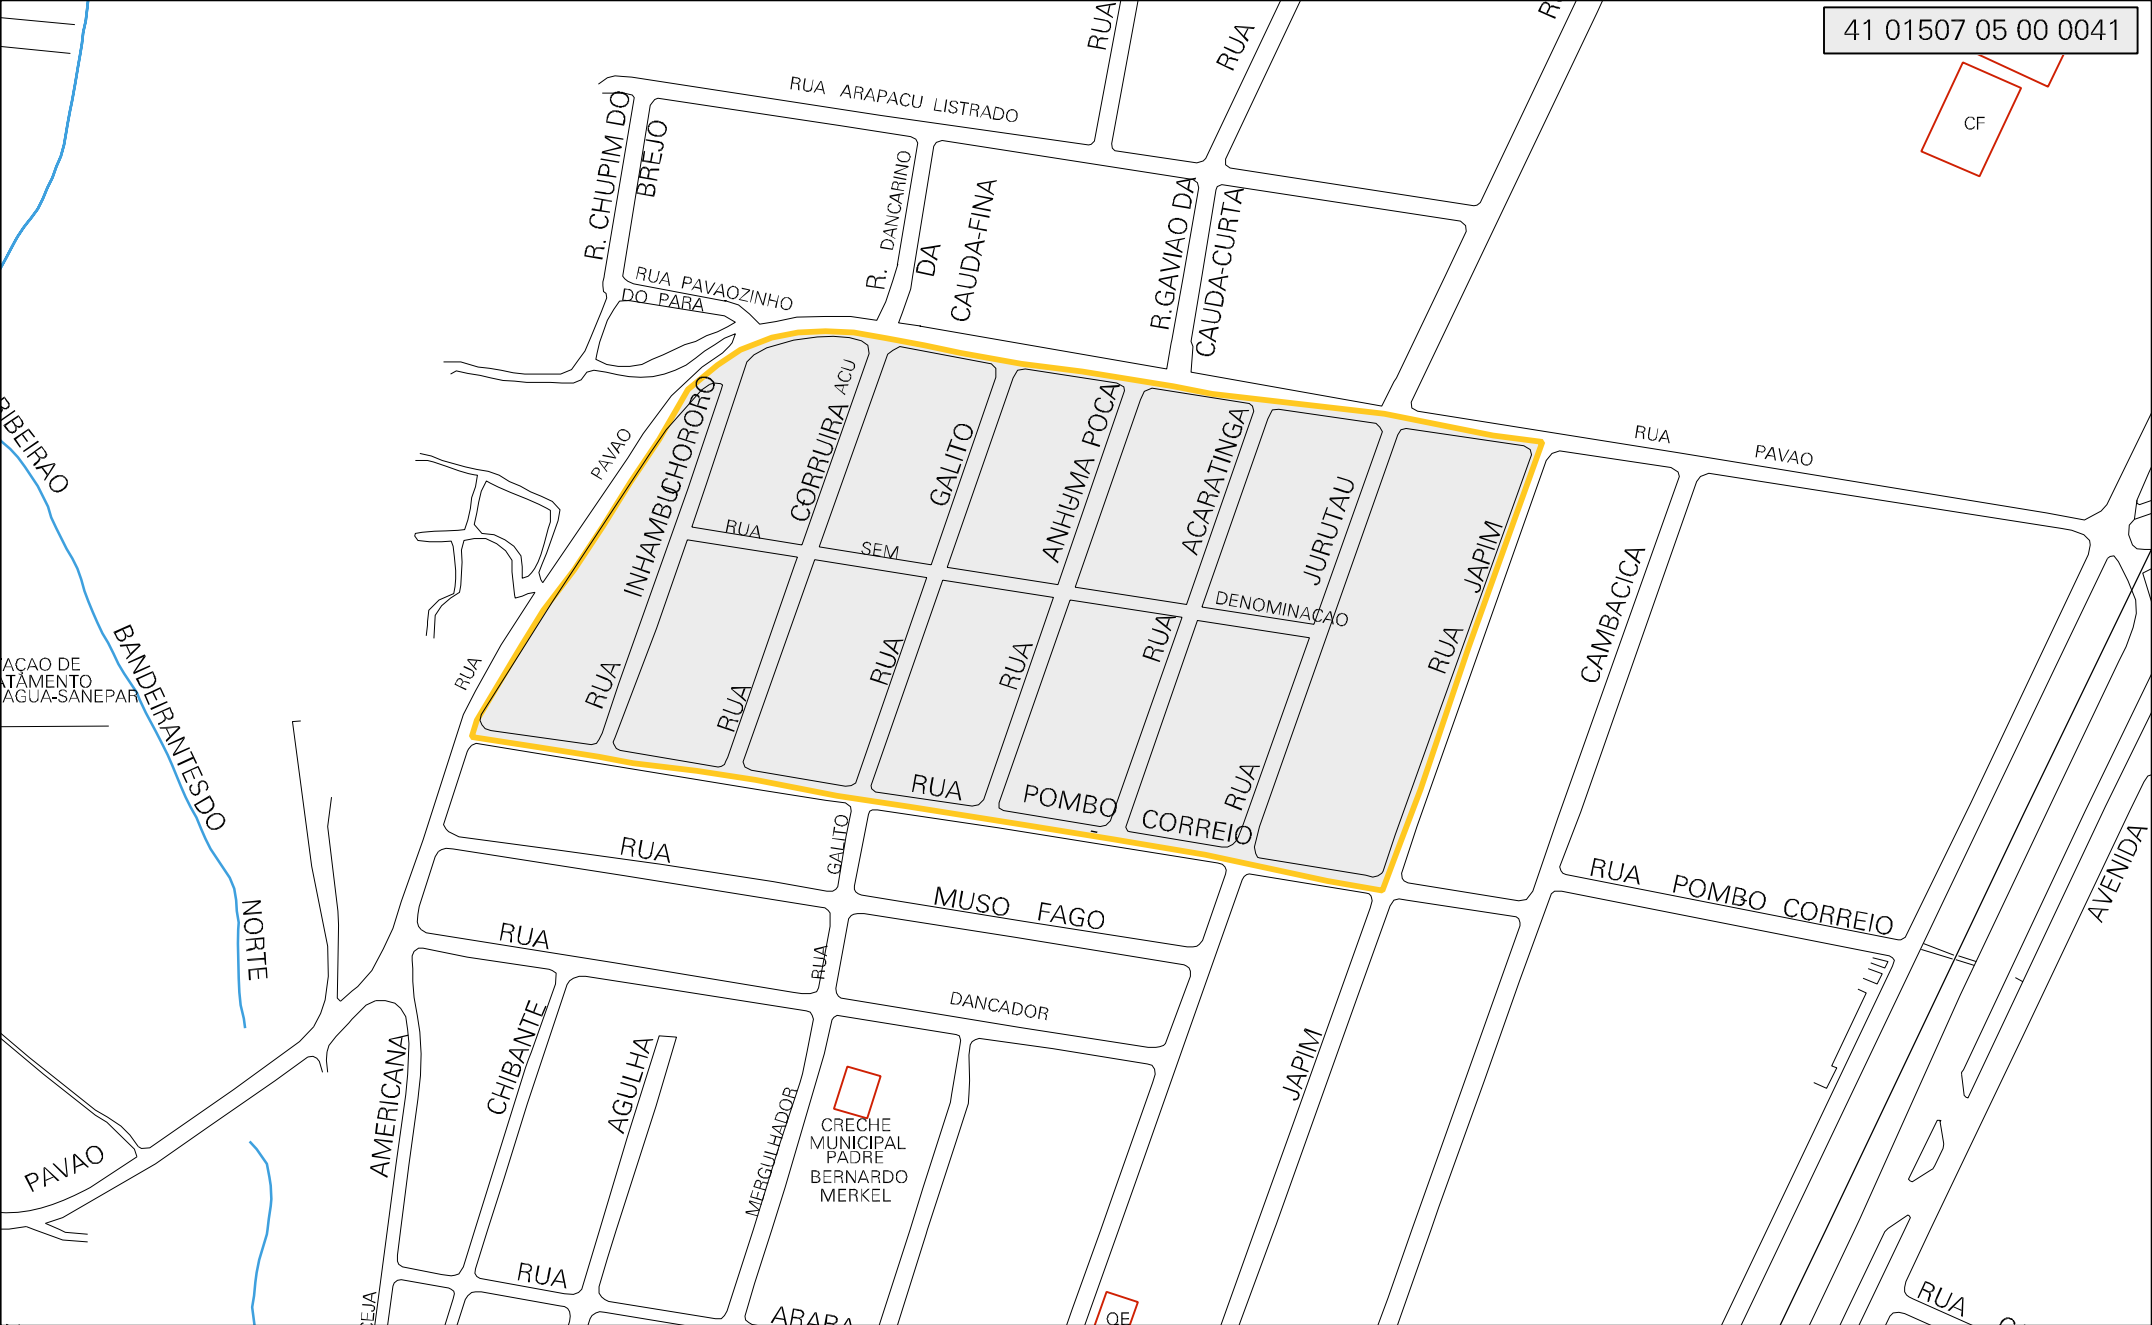 41 01507 05 00 0041
RUA
RUA
CF
RUA ARAPACU LISTRADO
R. CHUPIM DO
BREJO
R. DANCARINO
DA
CAUDA-FINA
R.GAVIAO DA
CAUDA-CURTA
RUA PAVAOZINHO
DO PARA
RUA PAVAO
RUA PAVAO
INHAMBU CHORORO
RUA
CORRUIRA ACU
RUA
GALITO
RUA
ANHUMA POCA
RUA
ACARATINGA
RUA
JURUTAU
RUA
RUA JAPIM
CAMBACICA
RUA SEM DENOMINACAO
RIBEIRAO
BANDEIRANTESDO
NORTE
AÇAO DE
ATAMENTO
AGUA-SANEPAR
RUA POMBO CORREIO
RUA POMBO CORREIO
AVENIDA
RUA GALITO
RUA MUSO FAGO
RUA DANCADOR
AMERICANA
CHIBANTE
AGULHA
MERGULHADOR
JAPIM
CRECHE
MUNICIPAL
PADRE
BERNARDO
MERKEL
PAVAO
RUA
ARARA
RUA